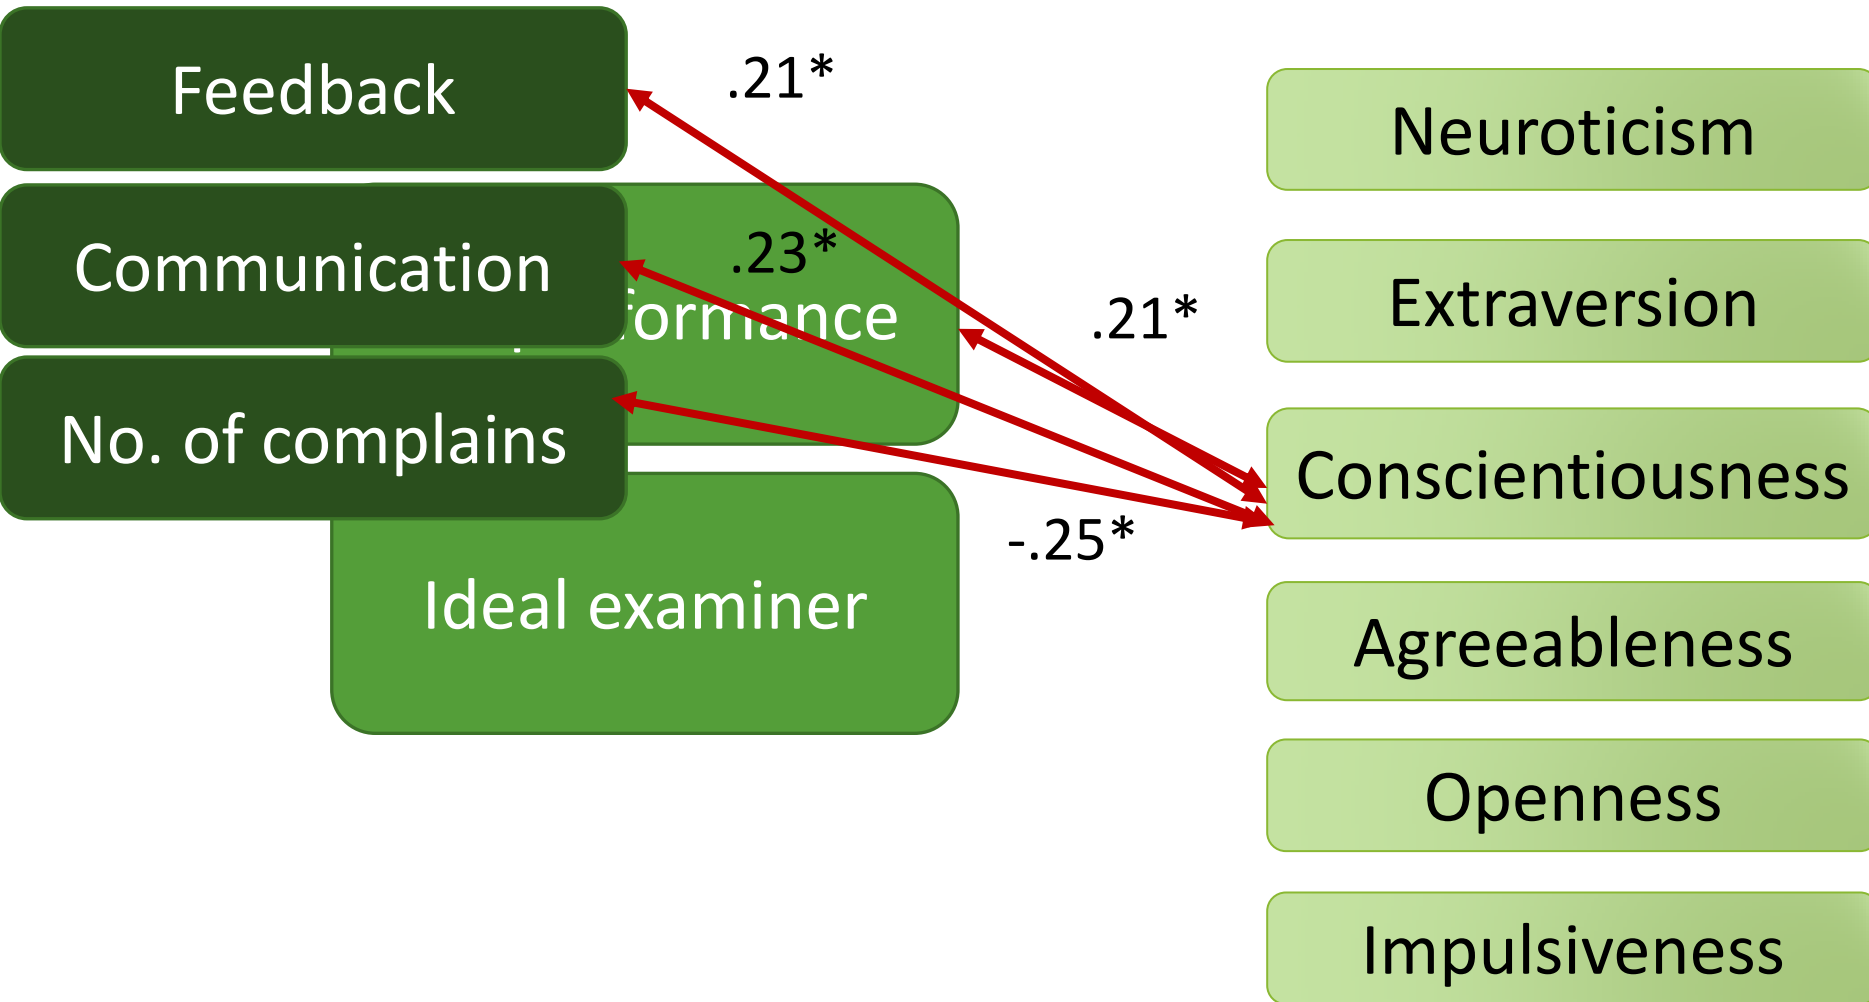 Feedback
.21*
Neuroticism
Communication
.23*
Extraversion
formance
.21*
No. of complains
Conscientiousness
-.25*
Ideal examiner
Agreeableness
Openness
Impulsiveness